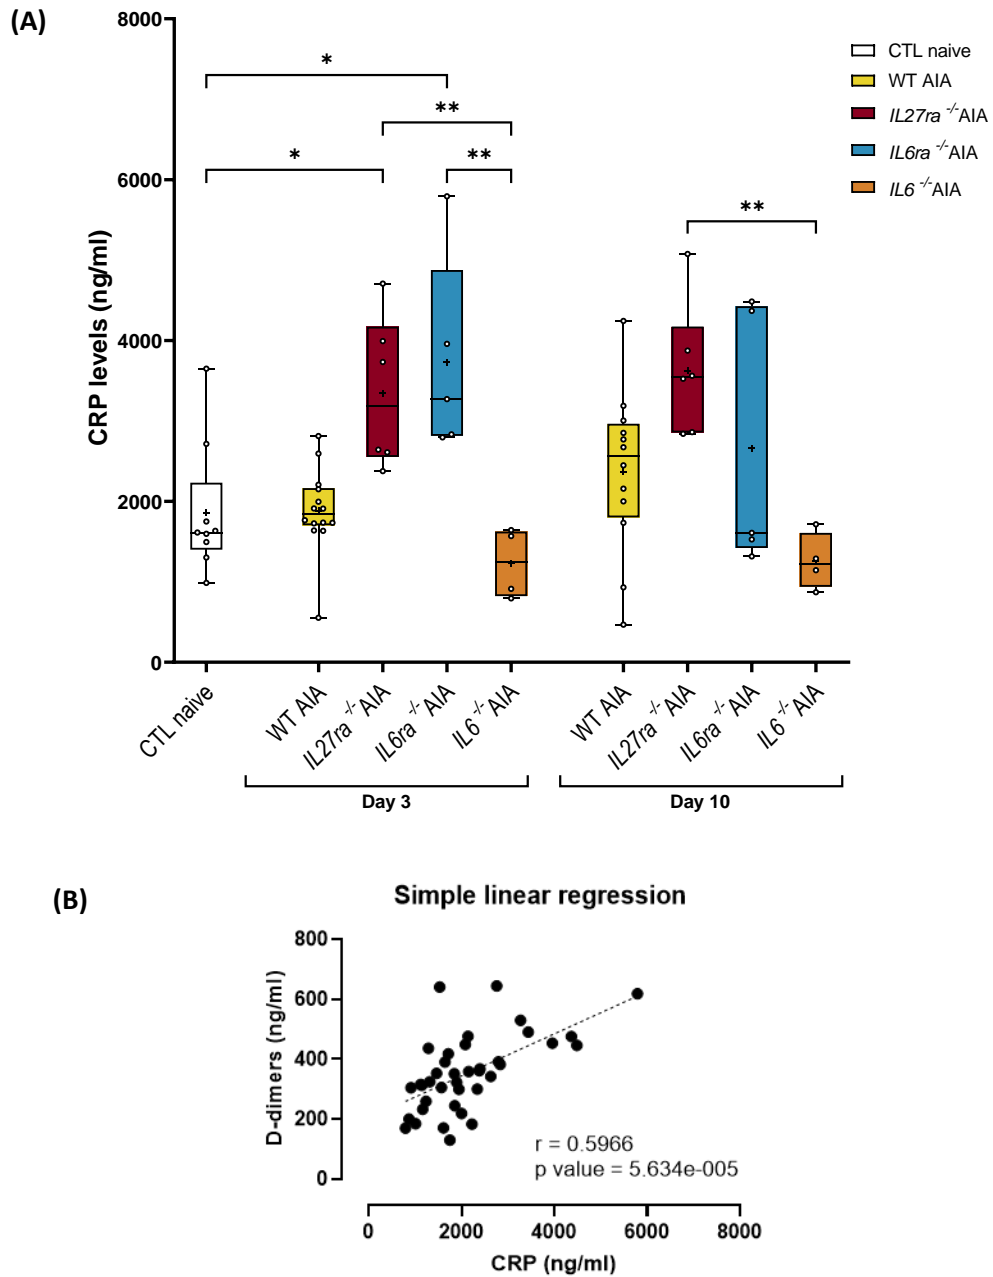 (A)
8000
6000
4000
2000
0
CRP levels (ng/ml)
*
**
*
**
**
CTL naive
WT AIA
IL27ra -/-AIA
IL6ra -/-AIA
IL6 -/-AIA
CTL naive
WT AIA
IL27ra -/-AIA
IL6ra -/-AIA
IL6 -/-AIA
WT AIA
IL27ra -/-AIA
IL6ra -/-AIA
IL6 -/-AIA
Day 3
Day 10
(B)
Simple linear regression
800
600
400
200
0
D-dimers (ng/ml)
r = 0.5966
p value = 5.634e-005
0 2000 4000 6000 8000
CRP (ng/ml)